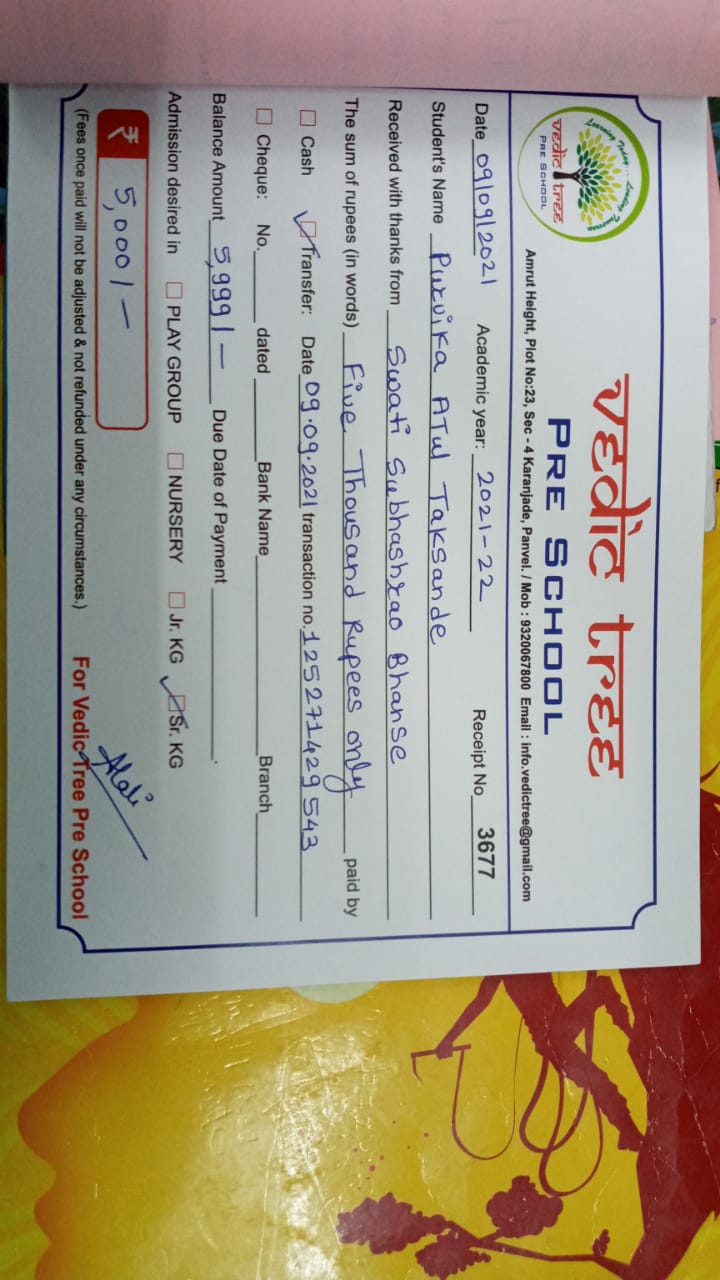 Learning Today... Leading Tomorrow
vedic tree
PRE SCHOOL
vedic tree
PRE SCHOOL
Amrut Height, Plot No:23, Sec - 4 Karanjade, Panvel. / Mob : 9320067800 Email : info.vedictree@gmail.com
Date 09/09/2021 Academic year: 2021-22 Receipt No 3677
Student's Name Purvika Atul Taksande
Received with thanks from Swati Subhashrao Bhanse
The sum of rupees (in words) Five Thousand Rupees only paid by
Cash Transfer: Date 09.09.2021 transaction no. 125271429543
Cheque: No. dated Bank Name Branch
Balance Amount 5,999/- Due Date of Payment
Admission desired in PLAY GROUP NURSERY Jr. KG Sr. KG
₹ 5,000/-
(Fees once paid will not be adjusted & not refunded under any circumstances.) For Vedic Tree Pre School